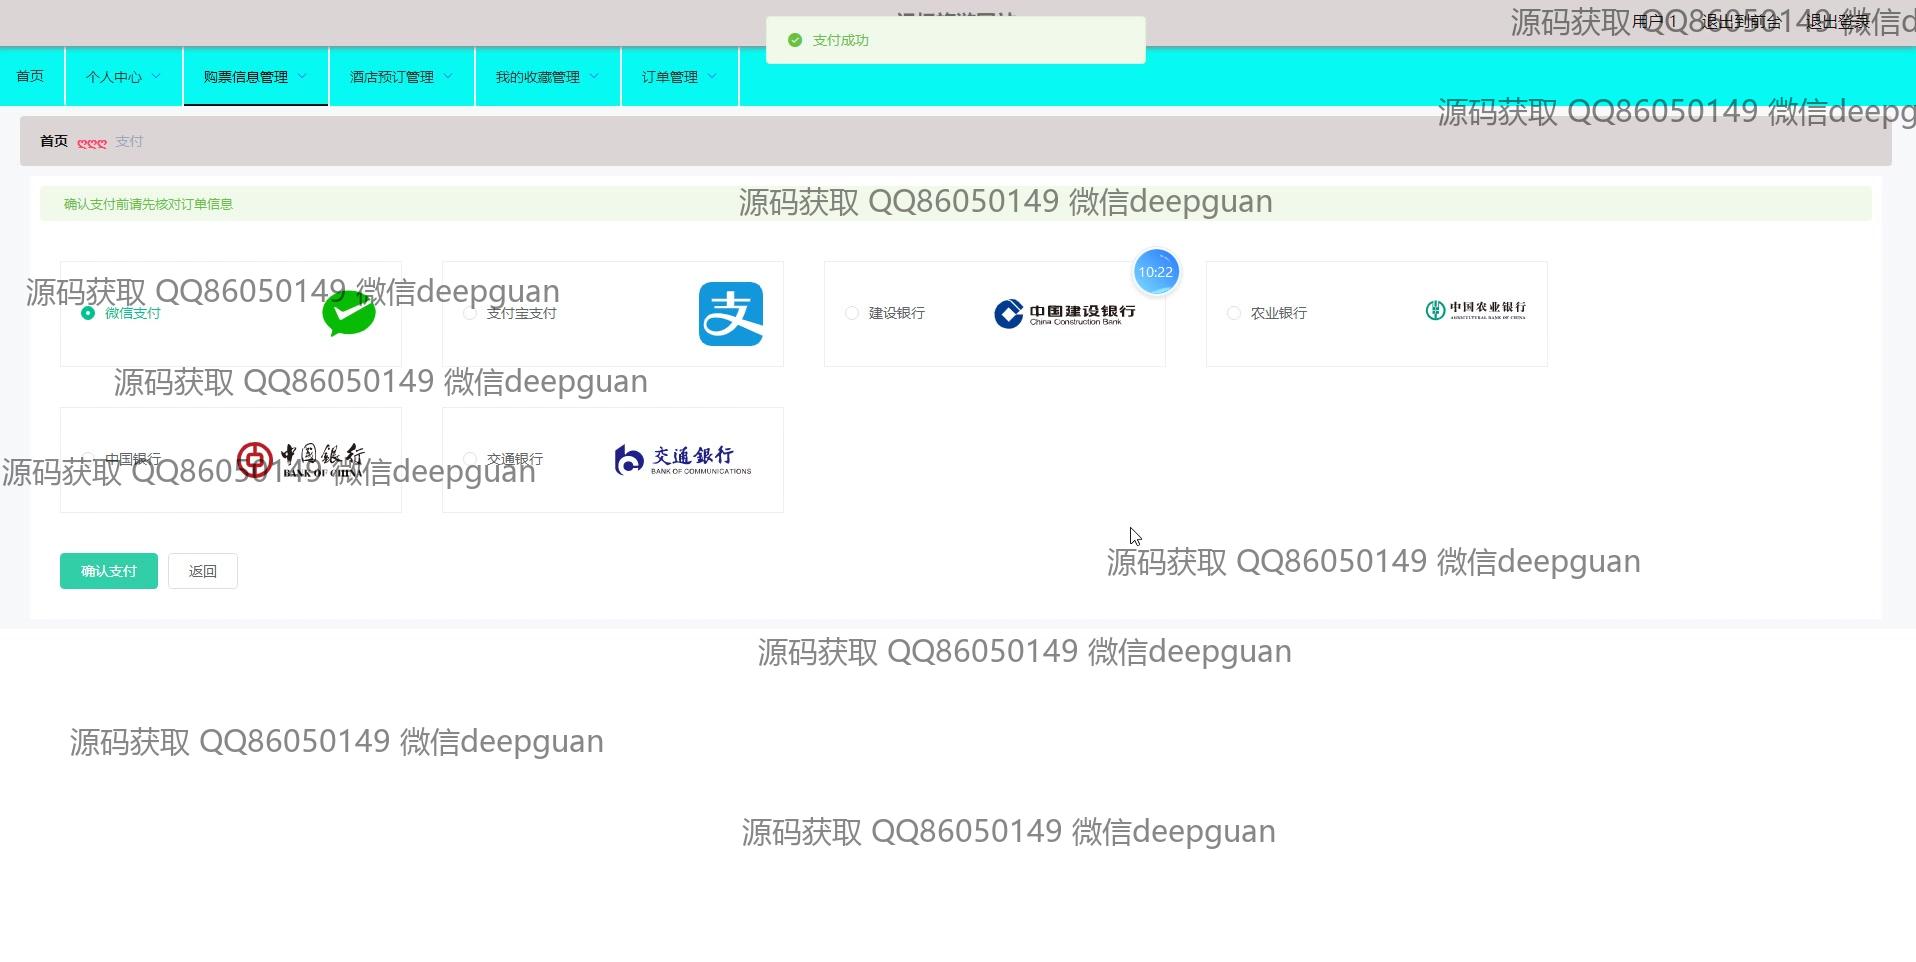 支付成功
用户 1 退出到前台 退出登录
源码获取 QQ86050149 微信d
首页 个人中心 购票信息管理 酒店预订管理 我的收藏管理 订单管理
源码获取 QQ86050149 微信deepg
首页 ღღღ 支付
确认支付前请先核对订单信息
源码获取 QQ86050149 微信deepguan
10:22
源码获取 QQ86050149 微信deepguan
微信支付 支付宝支付 支 建设银行 中国建设银行 农业银行 中国农业银行
China Construction Bank AGRICULTURAL BANK OF CHINA
源码获取 QQ86050149 微信deepguan
中国银行 中国银行 交通银行 交通银行
BANK OF CHINA BANK OF COMMUNICATIONS
源码获取 QQ86050149 微信deepguan
源码获取 QQ86050149 微信deepguan
确认支付 返回
源码获取 QQ86050149 微信deepguan
源码获取 QQ86050149 微信deepguan
源码获取 QQ86050149 微信deepguan